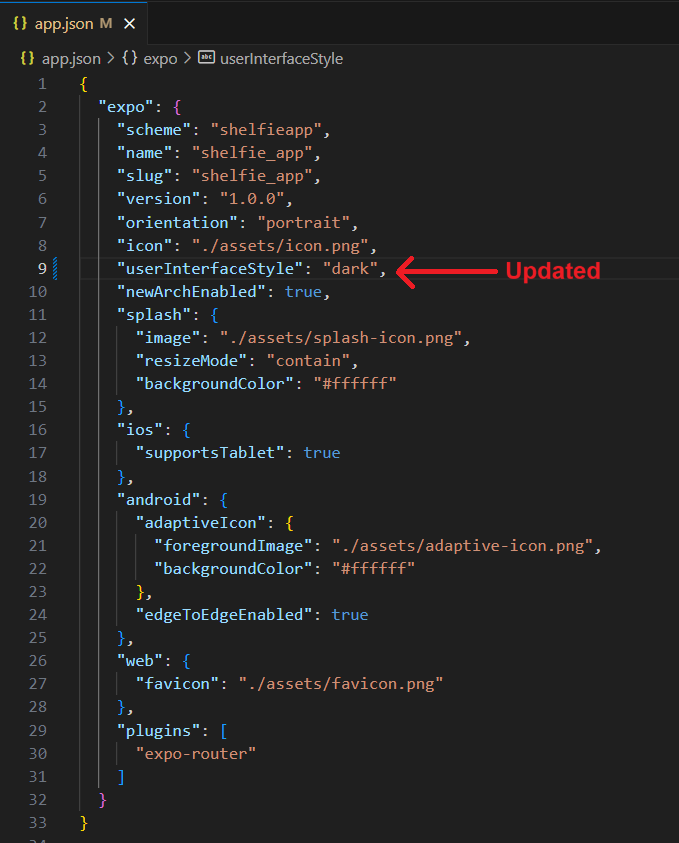 {} app.json M ×
{} app.json > {} expo > abc userInterfaceStyle
1 {
2 "expo": {
3 "scheme": "shelfieapp",
4 "name": "shelfie_app",
5 "slug": "shelfie_app",
6 "version": "1.0.0",
7 "orientation": "portrait",
8 "icon": "./assets/icon.png",
9 "userInterfaceStyle": "dark", Updated
10 "newArchEnabled": true,
11 "splash": {
12 "image": "./assets/splash-icon.png",
13 "resizeMode": "contain",
14 "backgroundColor": "#ffffff"
15 },
16 "ios": {
17 "supportsTablet": true
18 },
19 "android": {
20 "adaptiveIcon": {
21 "foregroundImage": "./assets/adaptive-icon.png",
22 "backgroundColor": "#ffffff"
23 },
24 "edgeToEdgeEnabled": true
25 },
26 "web": {
27 "favicon": "./assets/favicon.png"
28 },
29 "plugins": [
30 "expo-router"
31 ]
32 }
33 }